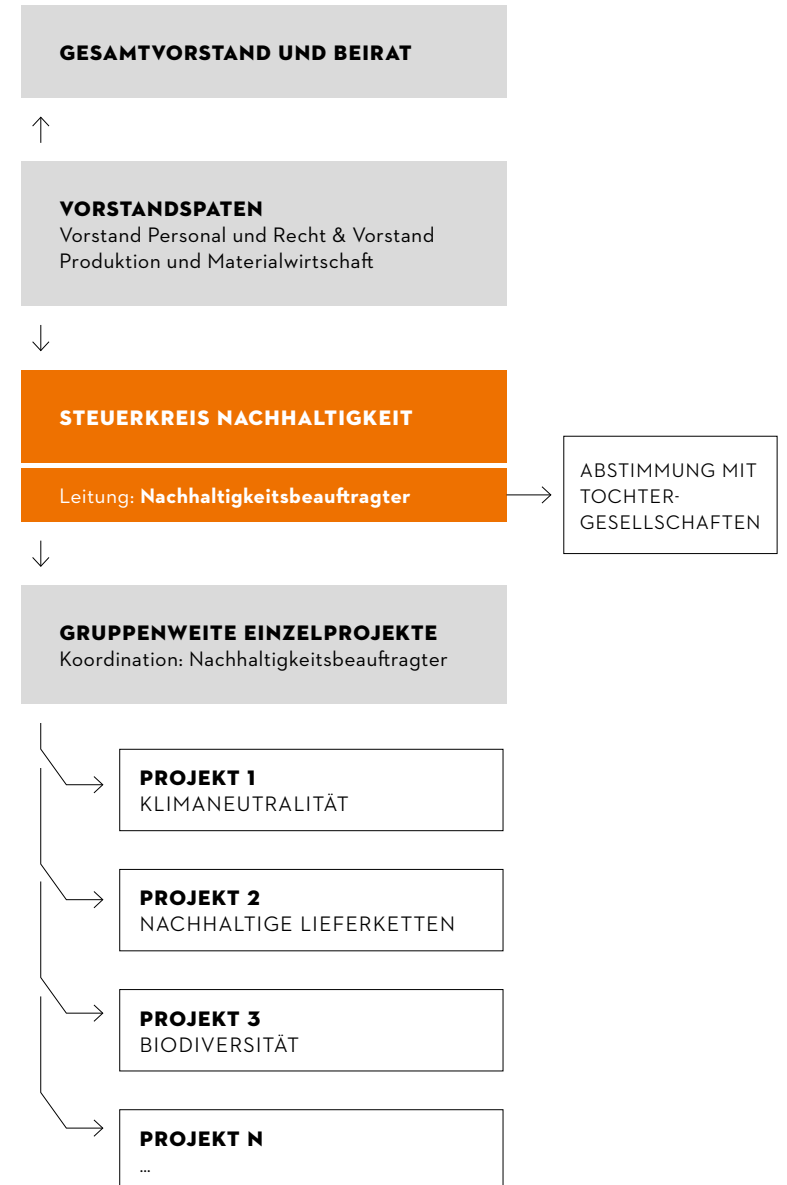 GESAMTVORSTAND UND BEIRAT
VORSTANDSPATEN
Vorstand Personal und Recht & Vorstand
Produktion und Materialwirtschaft
STEUERKREIS NACHHALTIGKEIT
Leitung: Nachhaltigkeitsbeauftragter
ABSTIMMUNG MIT
TOCHTER-
GESELLSCHAFTEN
GRUPPENWEITE EINZELPROJEKTE
Koordination: Nachhaltigkeitsbeauftragter
PROJEKT 1
KLIMANEUTRALITÄT
PROJEKT 2
NACHHALTIGE LIEFERKETTEN
PROJEKT 3
BIODIVERSITÄT
PROJEKT N
...